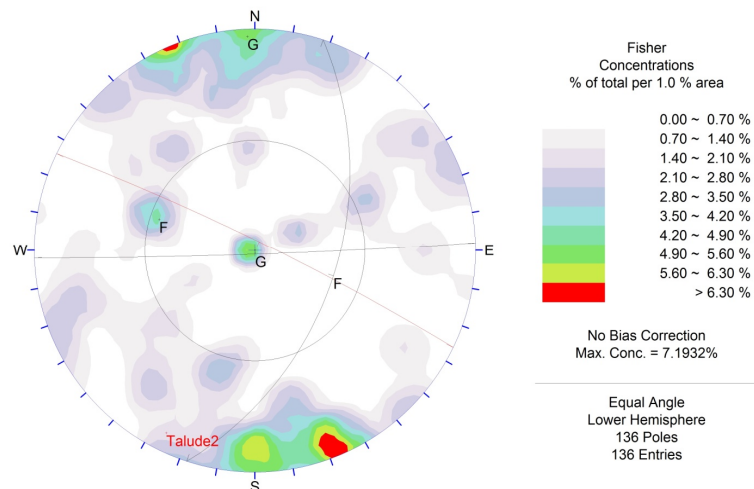 N
G
F
W
E
G
F
Talude2
S
Fisher
Concentrations
% of total per 1.0 % area
0.00 ~ 0.70 %
0.70 ~ 1.40 %
1.40 ~ 2.10 %
2.10 ~ 2.80 %
2.80 ~ 3.50 %
3.50 ~ 4.20 %
4.20 ~ 4.90 %
4.90 ~ 5.60 %
5.60 ~ 6.30 %
> 6.30 %
No Bias Correction
Max. Conc. = 7.1932%
Equal Angle
Lower Hemisphere
136 Poles
136 Entries